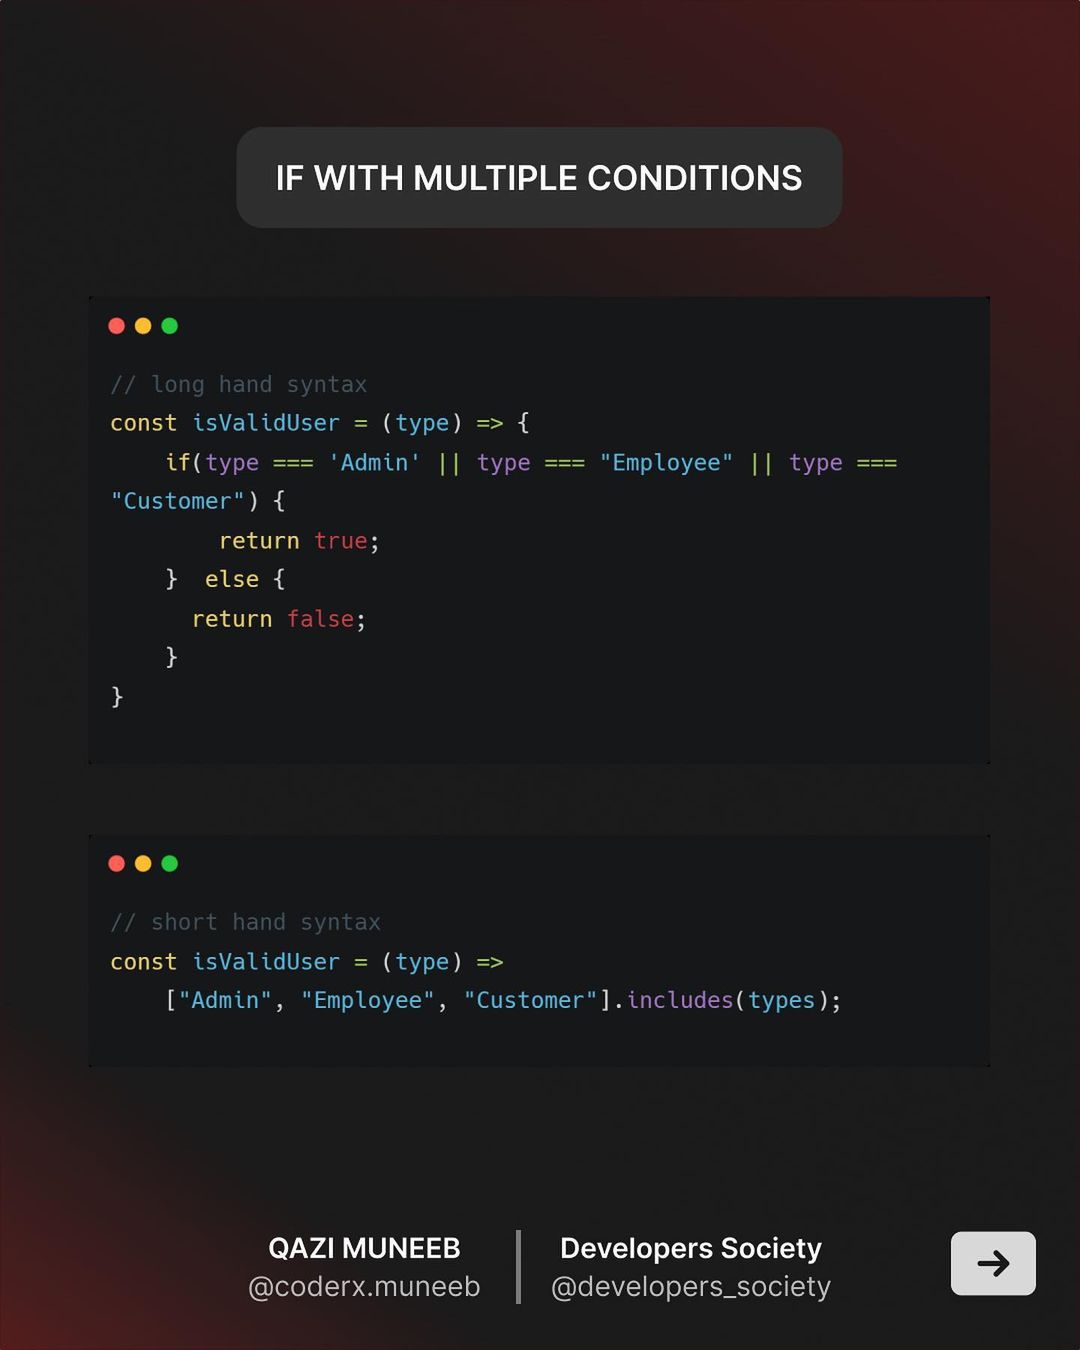 IF WITH MULTIPLE CONDITIONS
// long hand syntax
const isValidUser = (type) => {
    if(type === 'Admin' || type === "Employee" || type ===
"Customer") {
        return true;
    }  else {
      return false;
    }
}
// short hand syntax
const isValidUser = (type) =>
    ["Admin", "Employee", "Customer"].includes(types);
QAZI MUNEEB
@coderx.muneeb
Developers Society
@developers_society